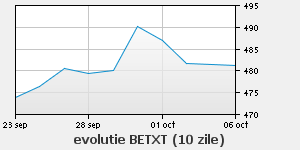 495
490
485
480
475
470
23 sep
28 sep
01 oct
06 oct
evolutie BETXT (10 zile)